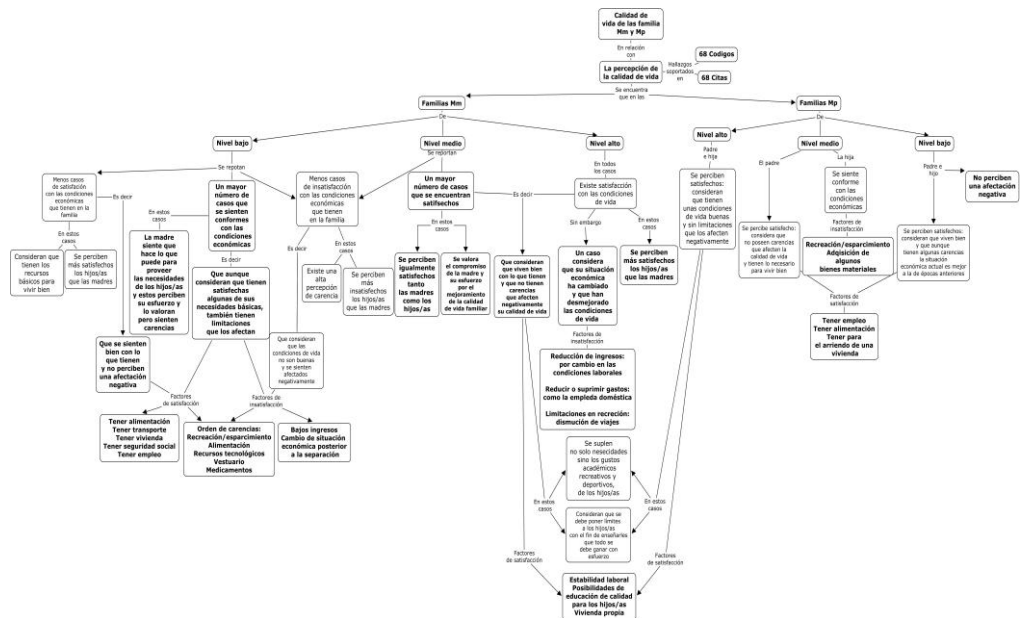 Calidad de
vida de las familia
Mm y Mp
En relación
con
La percepción de
la calidad de vida
Hallazgos
soportados
en
68 Codigos
68 Citas
Se encuentra
que en las
Familias Mm
Familias Mp
De
De
Nivel bajo
Nivel medio
Nivel alto
Nivel alto
Nivel medio
Nivel bajo
Se repotan
Se reportan
En todos
los casos
Padre
e hija
El padre
La hija
Padre e
hijo
Menos casos
de satisfación
con las condiciones
económicas
que tienen en la
familia
Es decir
En estos
casos
Consideran que
tienen los
recursos
básicos para
vivir bien
Se perciben
más satisfechos
los hijos/as
que las madres
Que se sienten
bien con lo
que tienen
y no perciben
una afectación
negativa
Un mayor
número de casos
que se sienten
conformes
con las
condiciones
económicas
En estos
casos
La madre
siente que
hace lo que
puede para
proveer
las necesidades
de los hijos/as
y estos perciben
su esfuerzo y
lo valoran
pero sienten
carencias
Es decir
Que aunque
consideran que tienen
satisfechas
algunas de sus
necesidades básicas,
también tienen
limitaciones
que los afectan
Factores
de satisfacción
Factores de
insatisfacción
Tener alimentación
Tener transporte
Tener vivienda
Tener seguridad social
Tener empleo
Orden de carencias:
Recreación/esparcimiento
Alimentación
Recursos tecnológicos
Vestuario
Medicamentos
Bajos ingresos
Cambio de situación
económica posterior
a la separación
Menos casos
de insatisfacción
con las condiciones
económicas
que tienen
en la familia
Es decir
En estos
casos
Existe una
alta
percepción
de carencia
Se perciben
más
insatisfechos
los hijos/as
que las madres
Que consideran
que las
condiciones de vida
no son buenas
y se sienten
afectados
negativamente
Un mayor
número de casos
que se encuentran
satifsechos
En estos
casos
Se perciben
igualmente
satisfechos
tanto
las madres
como los
hijos/as
Se valora
el compromiso
de la madre y
su esfuerzo
por el
mejoramiento
de la calidad
de vida familiar
Existe satisfacción
con las condiciones
de vida
Es decir
Sin embargo
En estos
casos
Que consideran
que viven bien
con lo que tienen
y que no tienen
carencias
que afecten
negativamente
su calidad de vida
Un caso
considera
que su situación
económica
ha cambiado
y que han
desmejorado
las condiciones
de vida
Se perciben
más satisfechos
los hijos/as
que las madres
Factores de
insatisfacción
Reducción de ingresos:
por cambio en las
condiciones laborales
Reducir o suprimir gastos:
como la empleda doméstica
Limitaciones en recreción:
dismución de viajes
Se suplen
no solo nesecidades
sino los gustos
académicos
recreativos y
deportivos,
de los hijos/as
En estos
casos
En estos
casos
Consideran que se
debe poner limites
a los hijos/as
con el fin de enseñarles
que todo se
debe ganar con
esfuerzo
Factores
de satisfacción
Factores
de satisfacción
Estabilidad laboral
Posibilidades de
educación de calidad
para los hijos/as
Vivienda propia
Se perciben
satisfechos:
consideran
que tienen
unas condiciones
de vida buenas
y sin limitaciones
que los afecten
negativamente
Se percibe satisfecho:
considera que
no poseen carencias
que afecten la
calidad de vida
y tienen lo necesario
para vivir bien
Se siente
conforme
con las
condiciones
económicas
Factores de
insatisfacción
Recreación/esparcimiento
Adqisición de
algunos
bienes materiales
Factores de
satisfacción
Tener empleo
Tener alimentación
Tener para
el arriendo de una
vivienda
No perciben
una afectación
negativa
Se perciben satisfechos:
consideran que viven bien
y que aunque
tienen algunas carencias
la situación
económica actual es mejor
a la de épocas anteriores